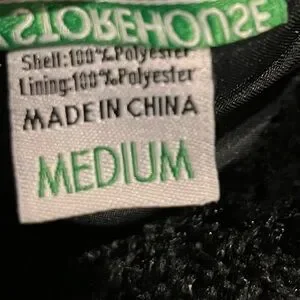 STOREHOUSE
Shell:100%Polyester
Lining:100%Polyester
MADE IN CHINA
MEDIUM